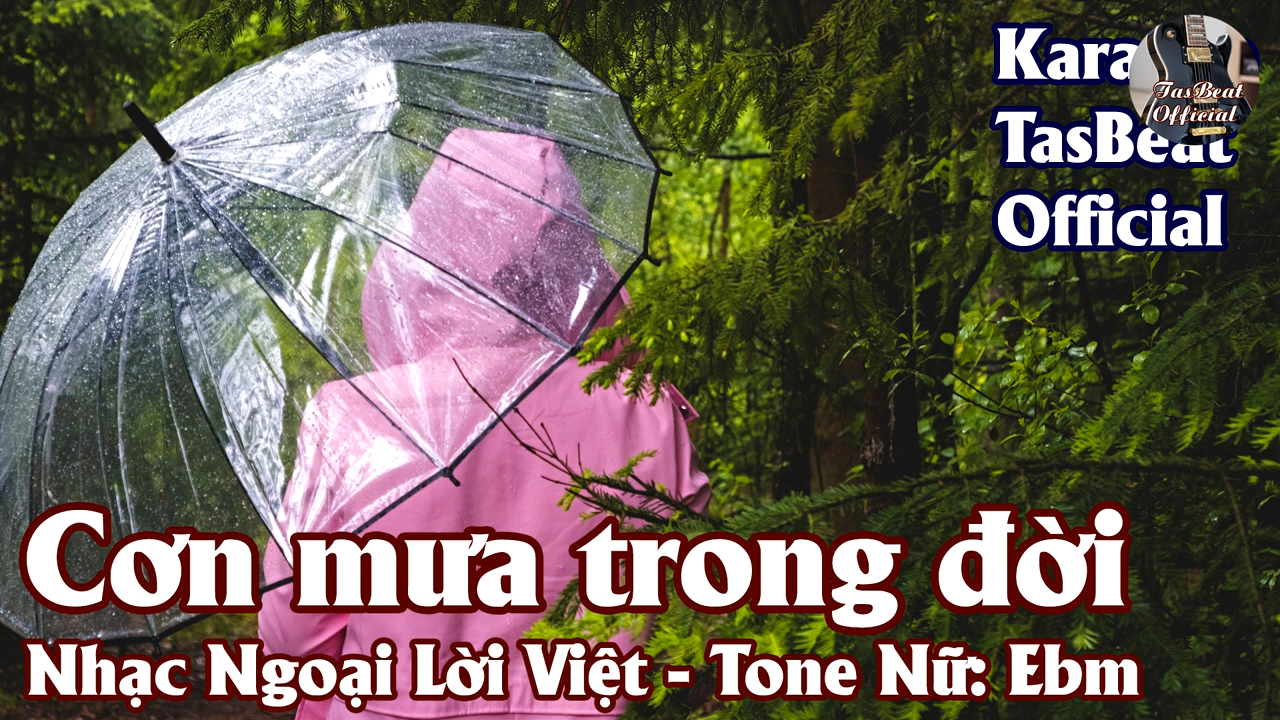 Kara
TasBeat
Official
TasBeat
Official
Cơn mưa trong đời
Nhạc Ngoại Lời Việt - Tone Nữ: Ebm